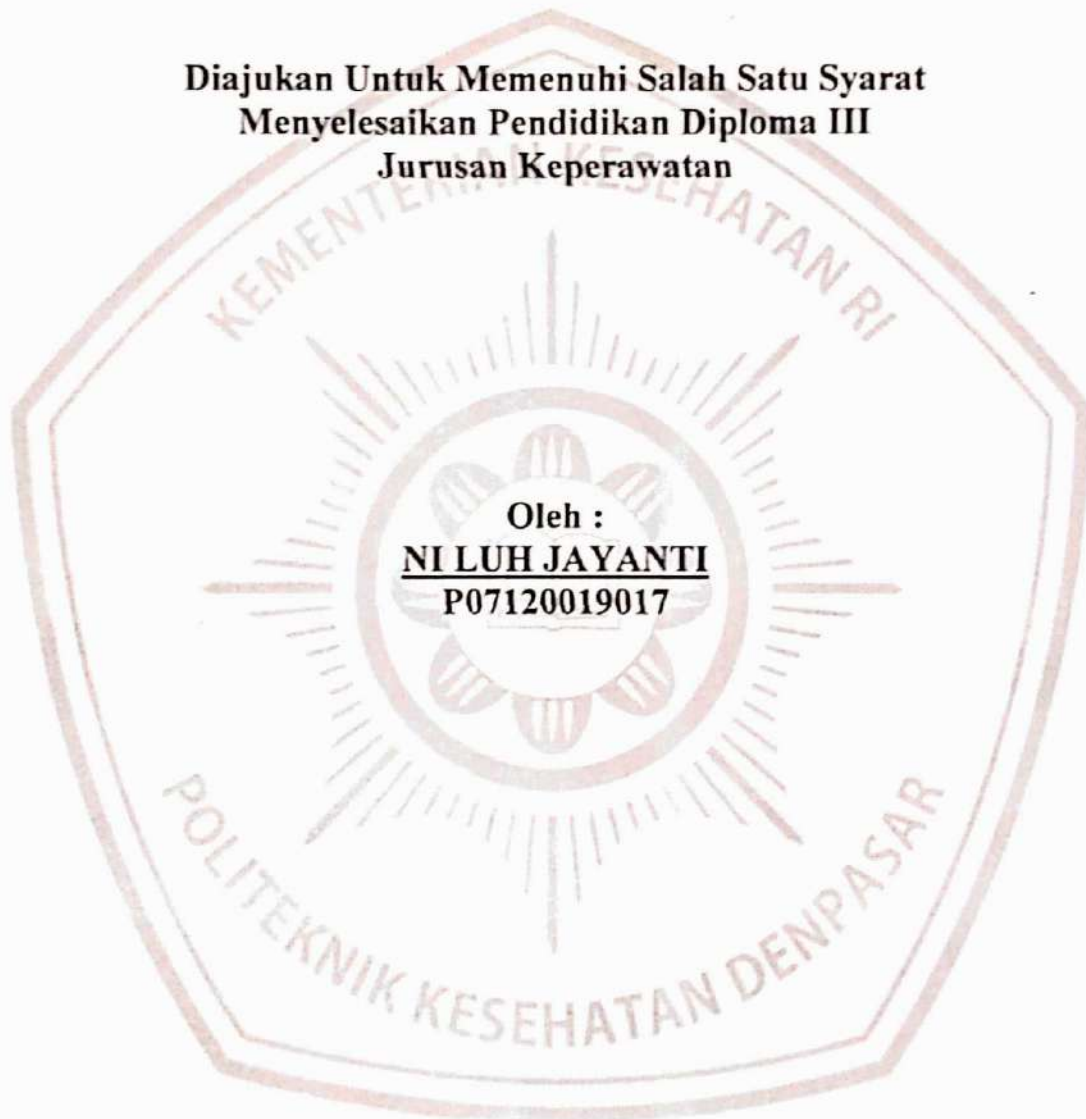 Diajukan Untuk Memenuhi Salah Satu Syarat
Menyelesaikan Pendidikan Diploma III
Jurusan Keperawatan
KEMENTERIAN KESEHATAN RI
Oleh :
NI LUH JAYANTI
P07120019017
POLITEKNIK KESEHATAN DENPASAR